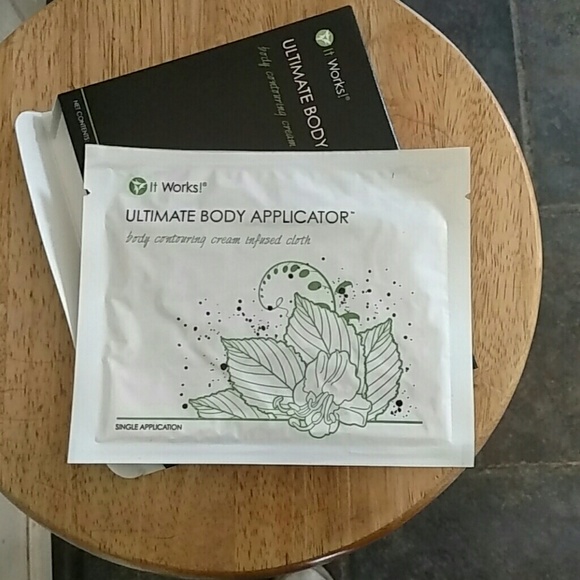 It Works!®
ULTIMATE BODY
body contouring cream
NET CONTENTS
It Works!®
ULTIMATE BODY APPLICATOR™
body contouring cream infused cloth
SINGLE APPLICATION